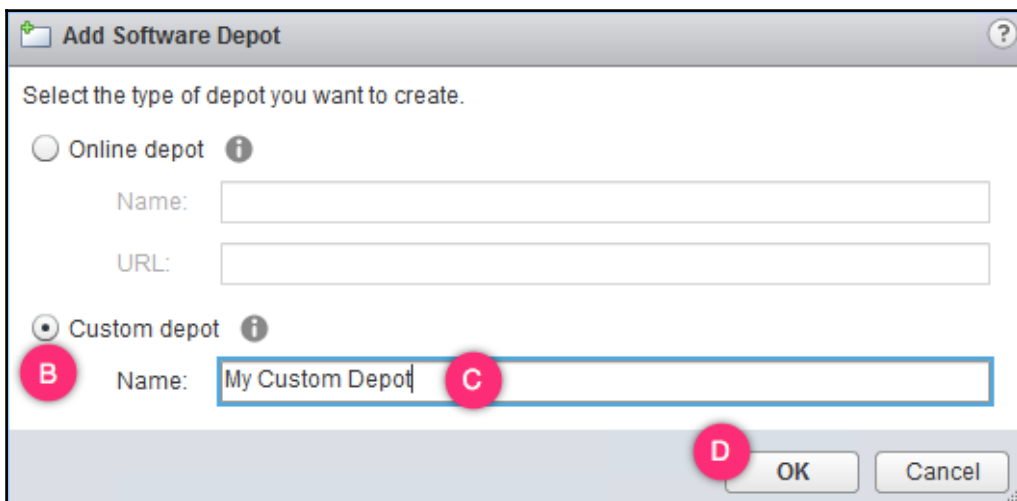 Add Software Depot ?
Select the type of depot you want to create.
Online depot i
Name:
URL:
Custom depot i
B Name: My Custom Depot C
D OK Cancel